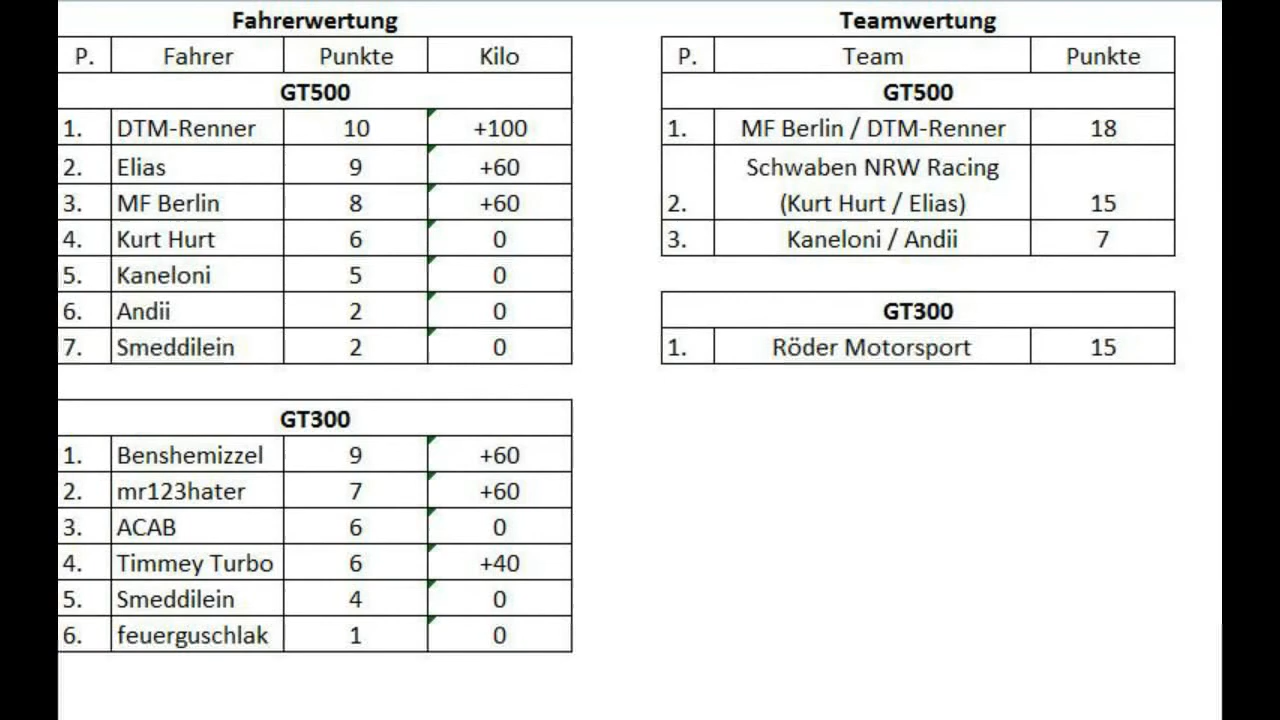 Fahrerwertung
P. Fahrer Punkte Kilo
GT500
1. DTM-Renner 10 +100
2. Elias 9 +60
3. MF Berlin 8 +60
4. Kurt Hurt 6 0
5. Kaneloni 5 0
6. Andii 2 0
7. Smeddilein 2 0
GT300
1. Benshemizzel 9 +60
2. mr123hater 7 +60
3. ACAB 6 0
4. Timmey Turbo 6 +40
5. Smeddilein 4 0
6. feuerguschlak 1 0
Teamwertung
P. Team Punkte
GT500
1. MF Berlin / DTM-Renner 18
Schwaben NRW Racing
2. (Kurt Hurt / Elias) 15
3. Kaneloni / Andii 7
GT300
1. Röder Motorsport 15